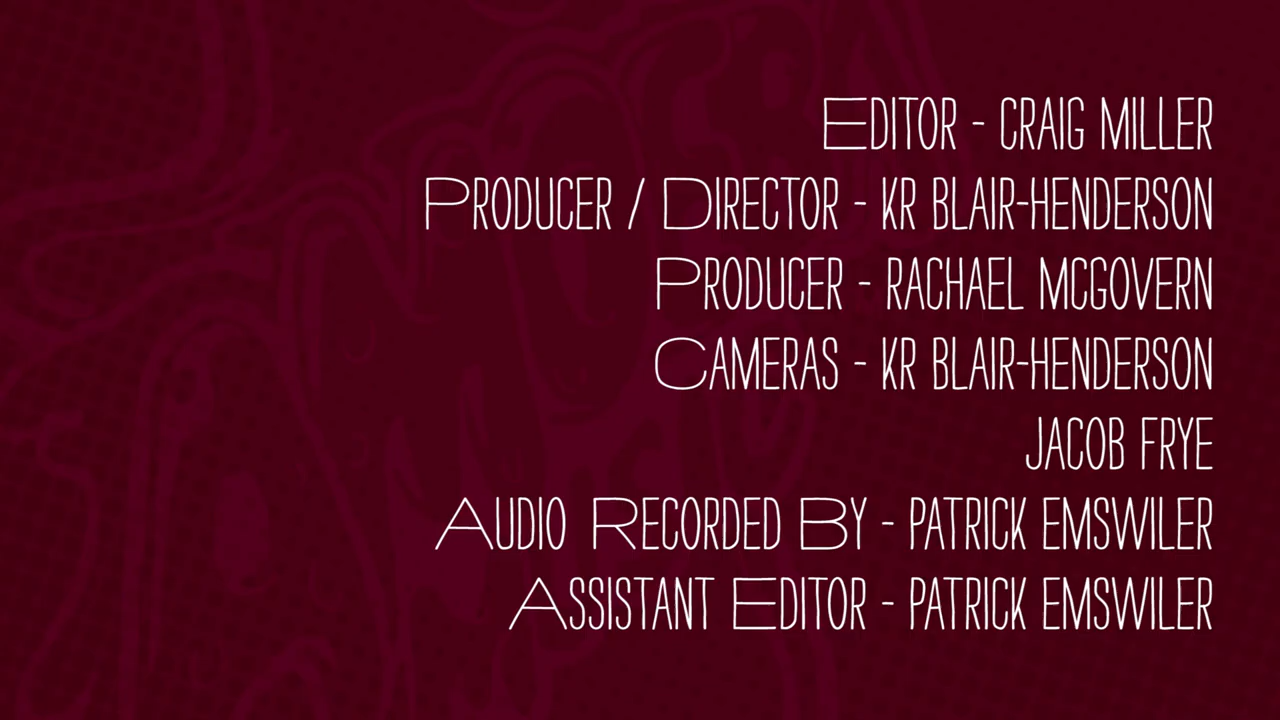 EDITOR - CRAIG MILLER
PRODUCER / DIRECTOR - KR BLAIR-HENDERSON
PRODUCER - RACHAEL MCGOVERN
CAMERAS - KR BLAIR-HENDERSON
JACOB FRYE
AUDIO RECORDED BY - PATRICK EMSWILER
ASSISTANT EDITOR - PATRICK EMSWILER